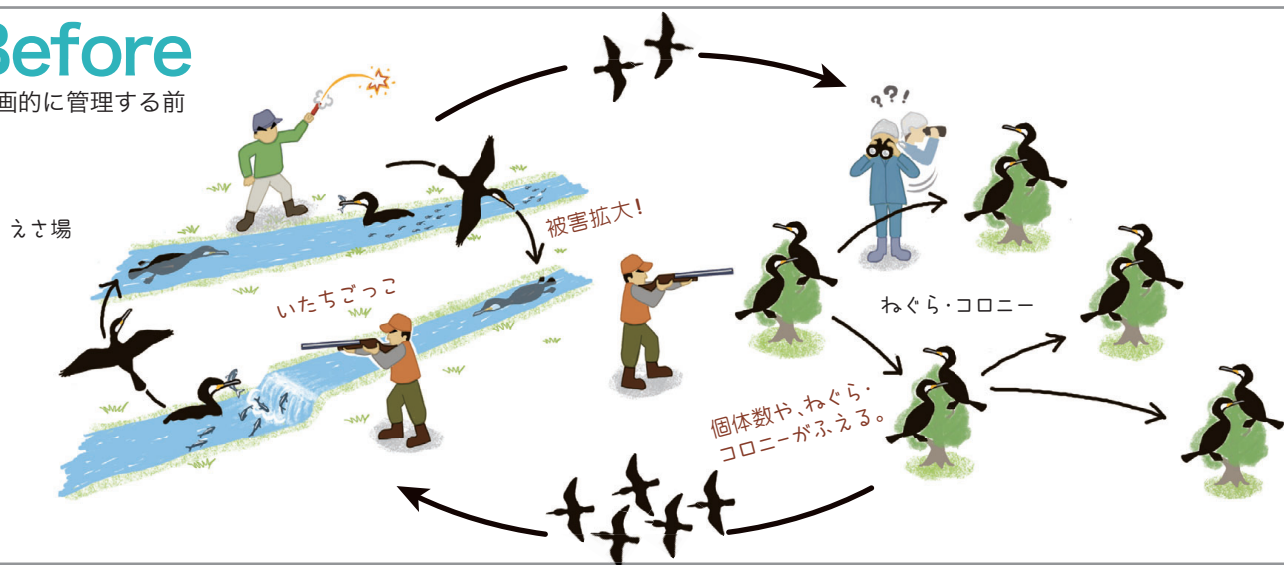 Before
画的に管理する前
??!
えさ場
被害拡大!
いたちごっこ
ねぐら・コロニー
個体数や、ねぐら・
コロニーがふえる。